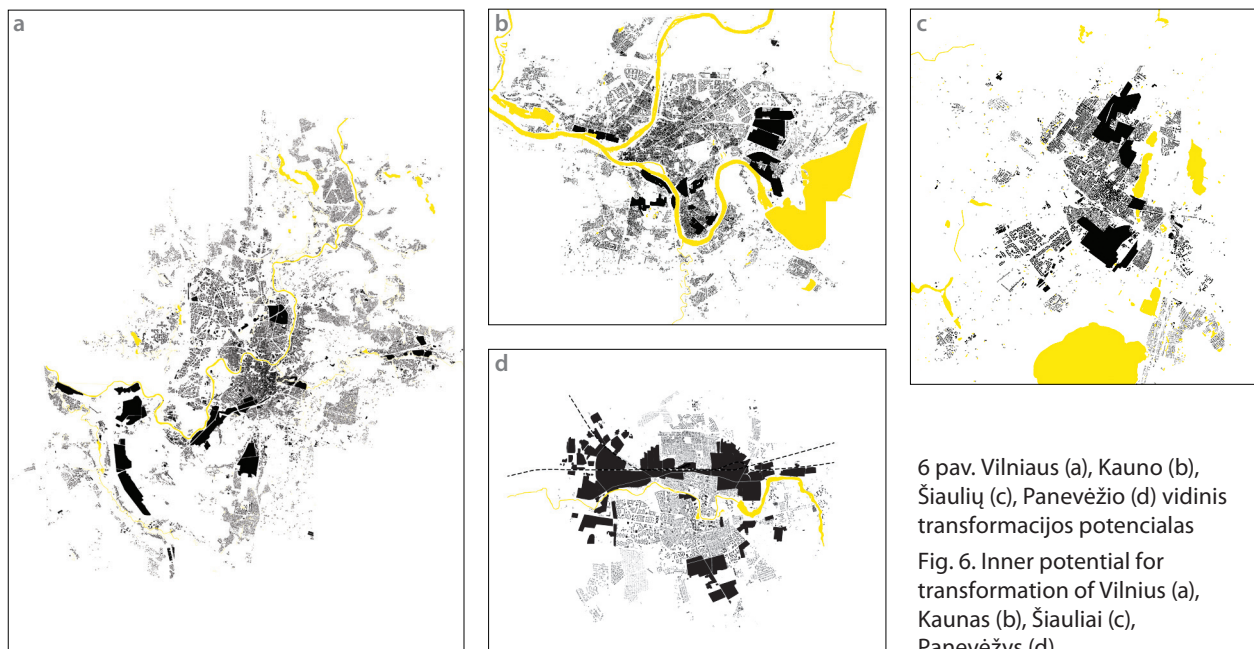 a
b
c
d
6 pav. Vilniaus (a), Kauno (b),
Šiaulių (c), Panevėžio (d) vidinis
transformacijos potencialas
Fig. 6. Inner potential for
transformation of Vilnius (a),
Kaunas (b), Šiauliai (c),
Panevėžys (d)